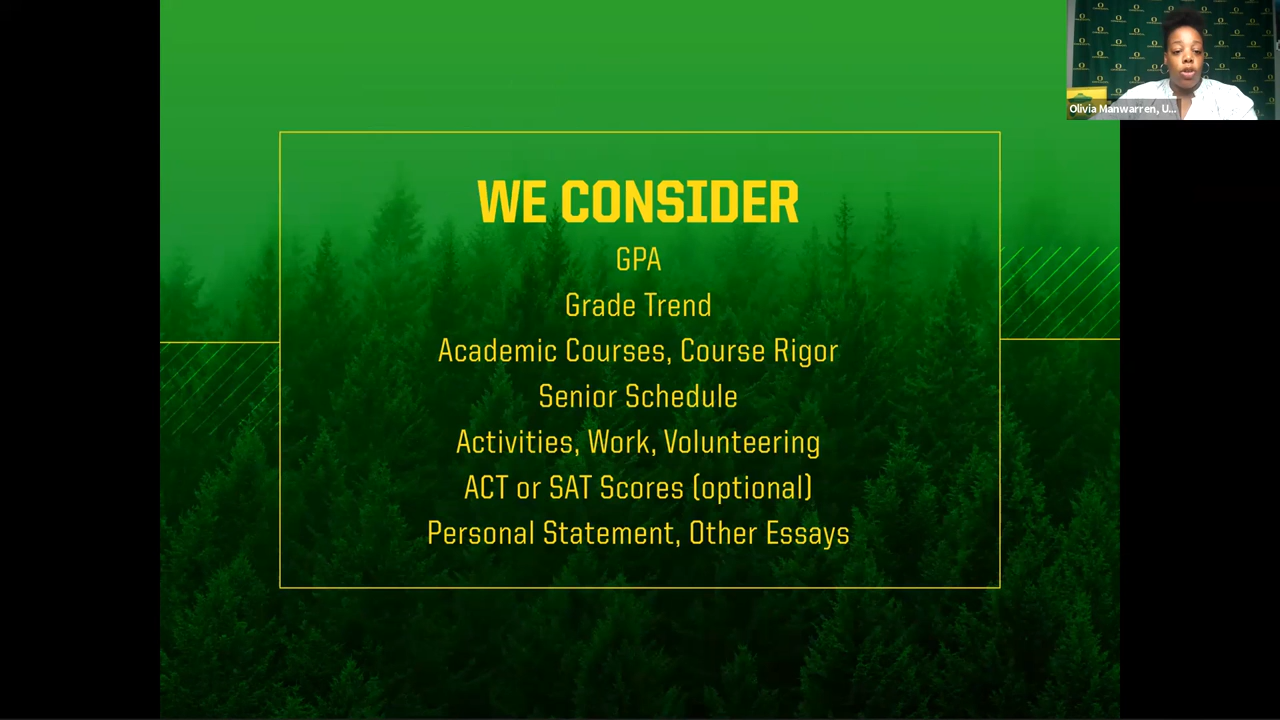 WE CONSIDER
GPA
Grade Trend
Academic Courses, Course Rigor
Senior Schedule
Activities, Work, Volunteering
ACT or SAT Scores (optional)
Personal Statement, Other Essays
Olivia Manwarren, U...